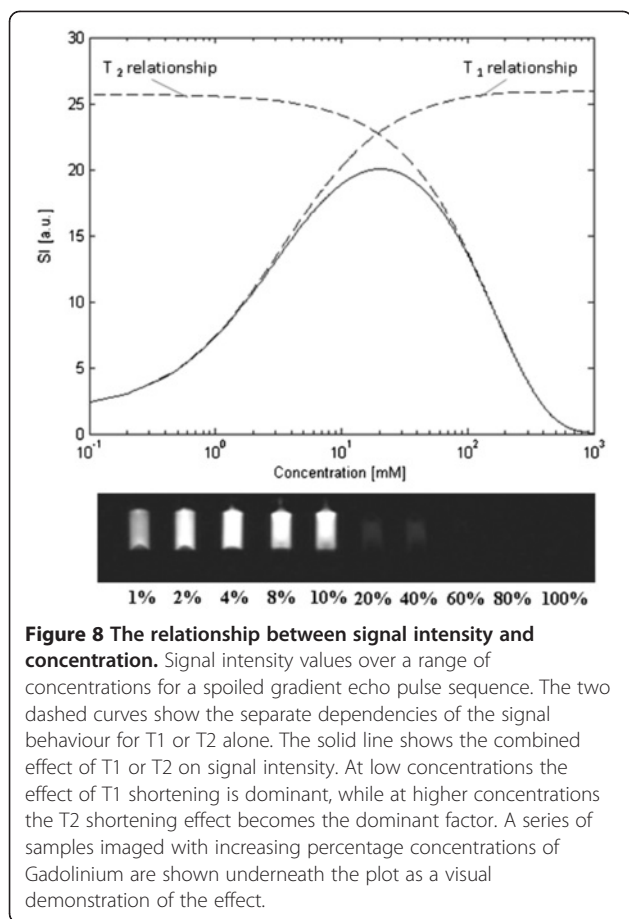 30
25
20
15
10
5
0
SI [a.u.]
T2 relationship
T1 relationship
10-1
100
101
102
103
Concentration [mM]
1% 2% 4% 8% 10% 20% 40% 60% 80% 100%
Figure 8 The relationship between signal intensity and
concentration. Signal intensity values over a range of
concentrations for a spoiled gradient echo pulse sequence. The two
dashed curves show the separate dependencies of the signal
behaviour for T1 or T2 alone. The solid line shows the combined
effect of T1 or T2 on signal intensity. At low concentrations the
effect of T1 shortening is dominant, while at higher concentrations
the T2 shortening effect becomes the dominant factor. A series of
samples imaged with increasing percentage concentrations of
Gadolinium are shown underneath the plot as a visual
demonstration of the effect.